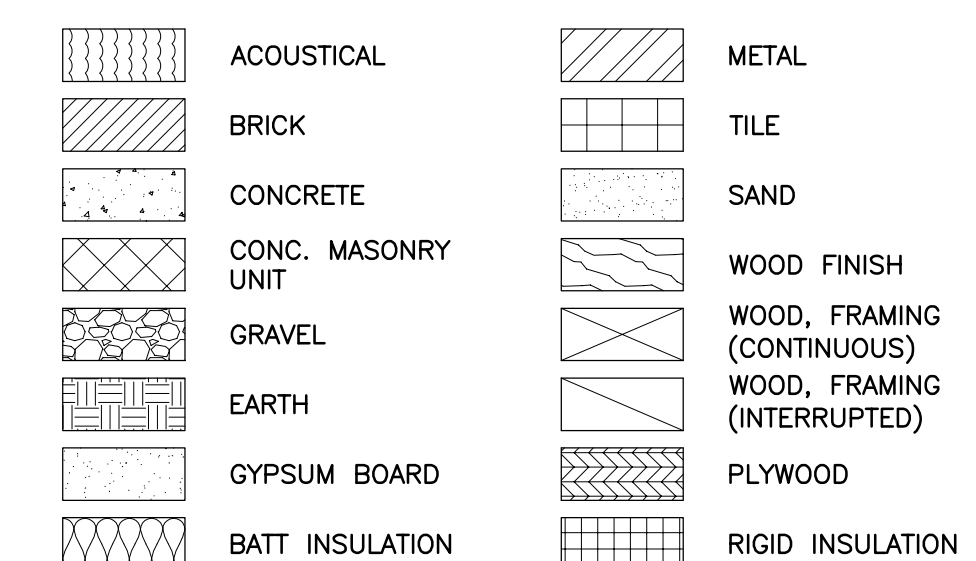 ACOUSTICAL
BRICK
CONCRETE
CONC. MASONRY
UNIT
GRAVEL
EARTH
GYPSUM BOARD
BATT INSULATION
METAL
TILE
SAND
WOOD FINISH
WOOD, FRAMING
(CONTINUOUS)
WOOD, FRAMING
(INTERRUPTED)
PLYWOOD
RIGID INSULATION